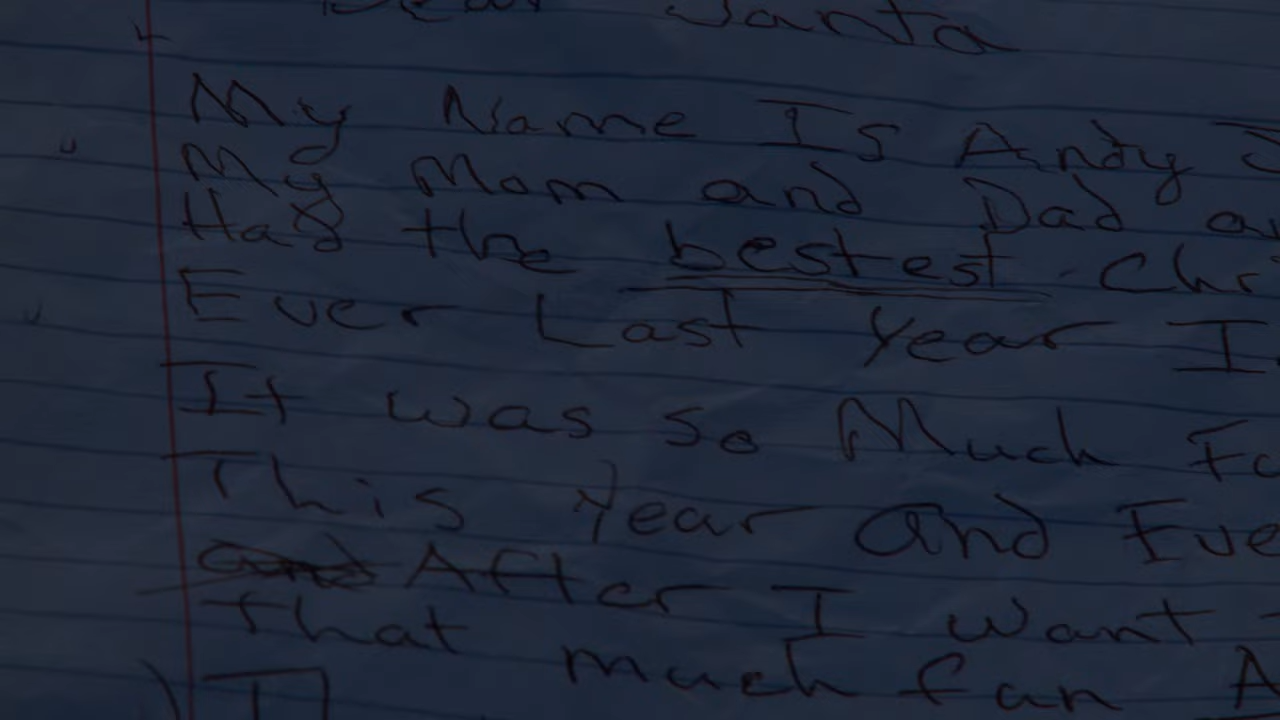 Dear Santa
My Name Is Andy
My Mom and Dad
Had the bestest
Ever Last Year
It was so Much
This Year and
After I want
that much fun